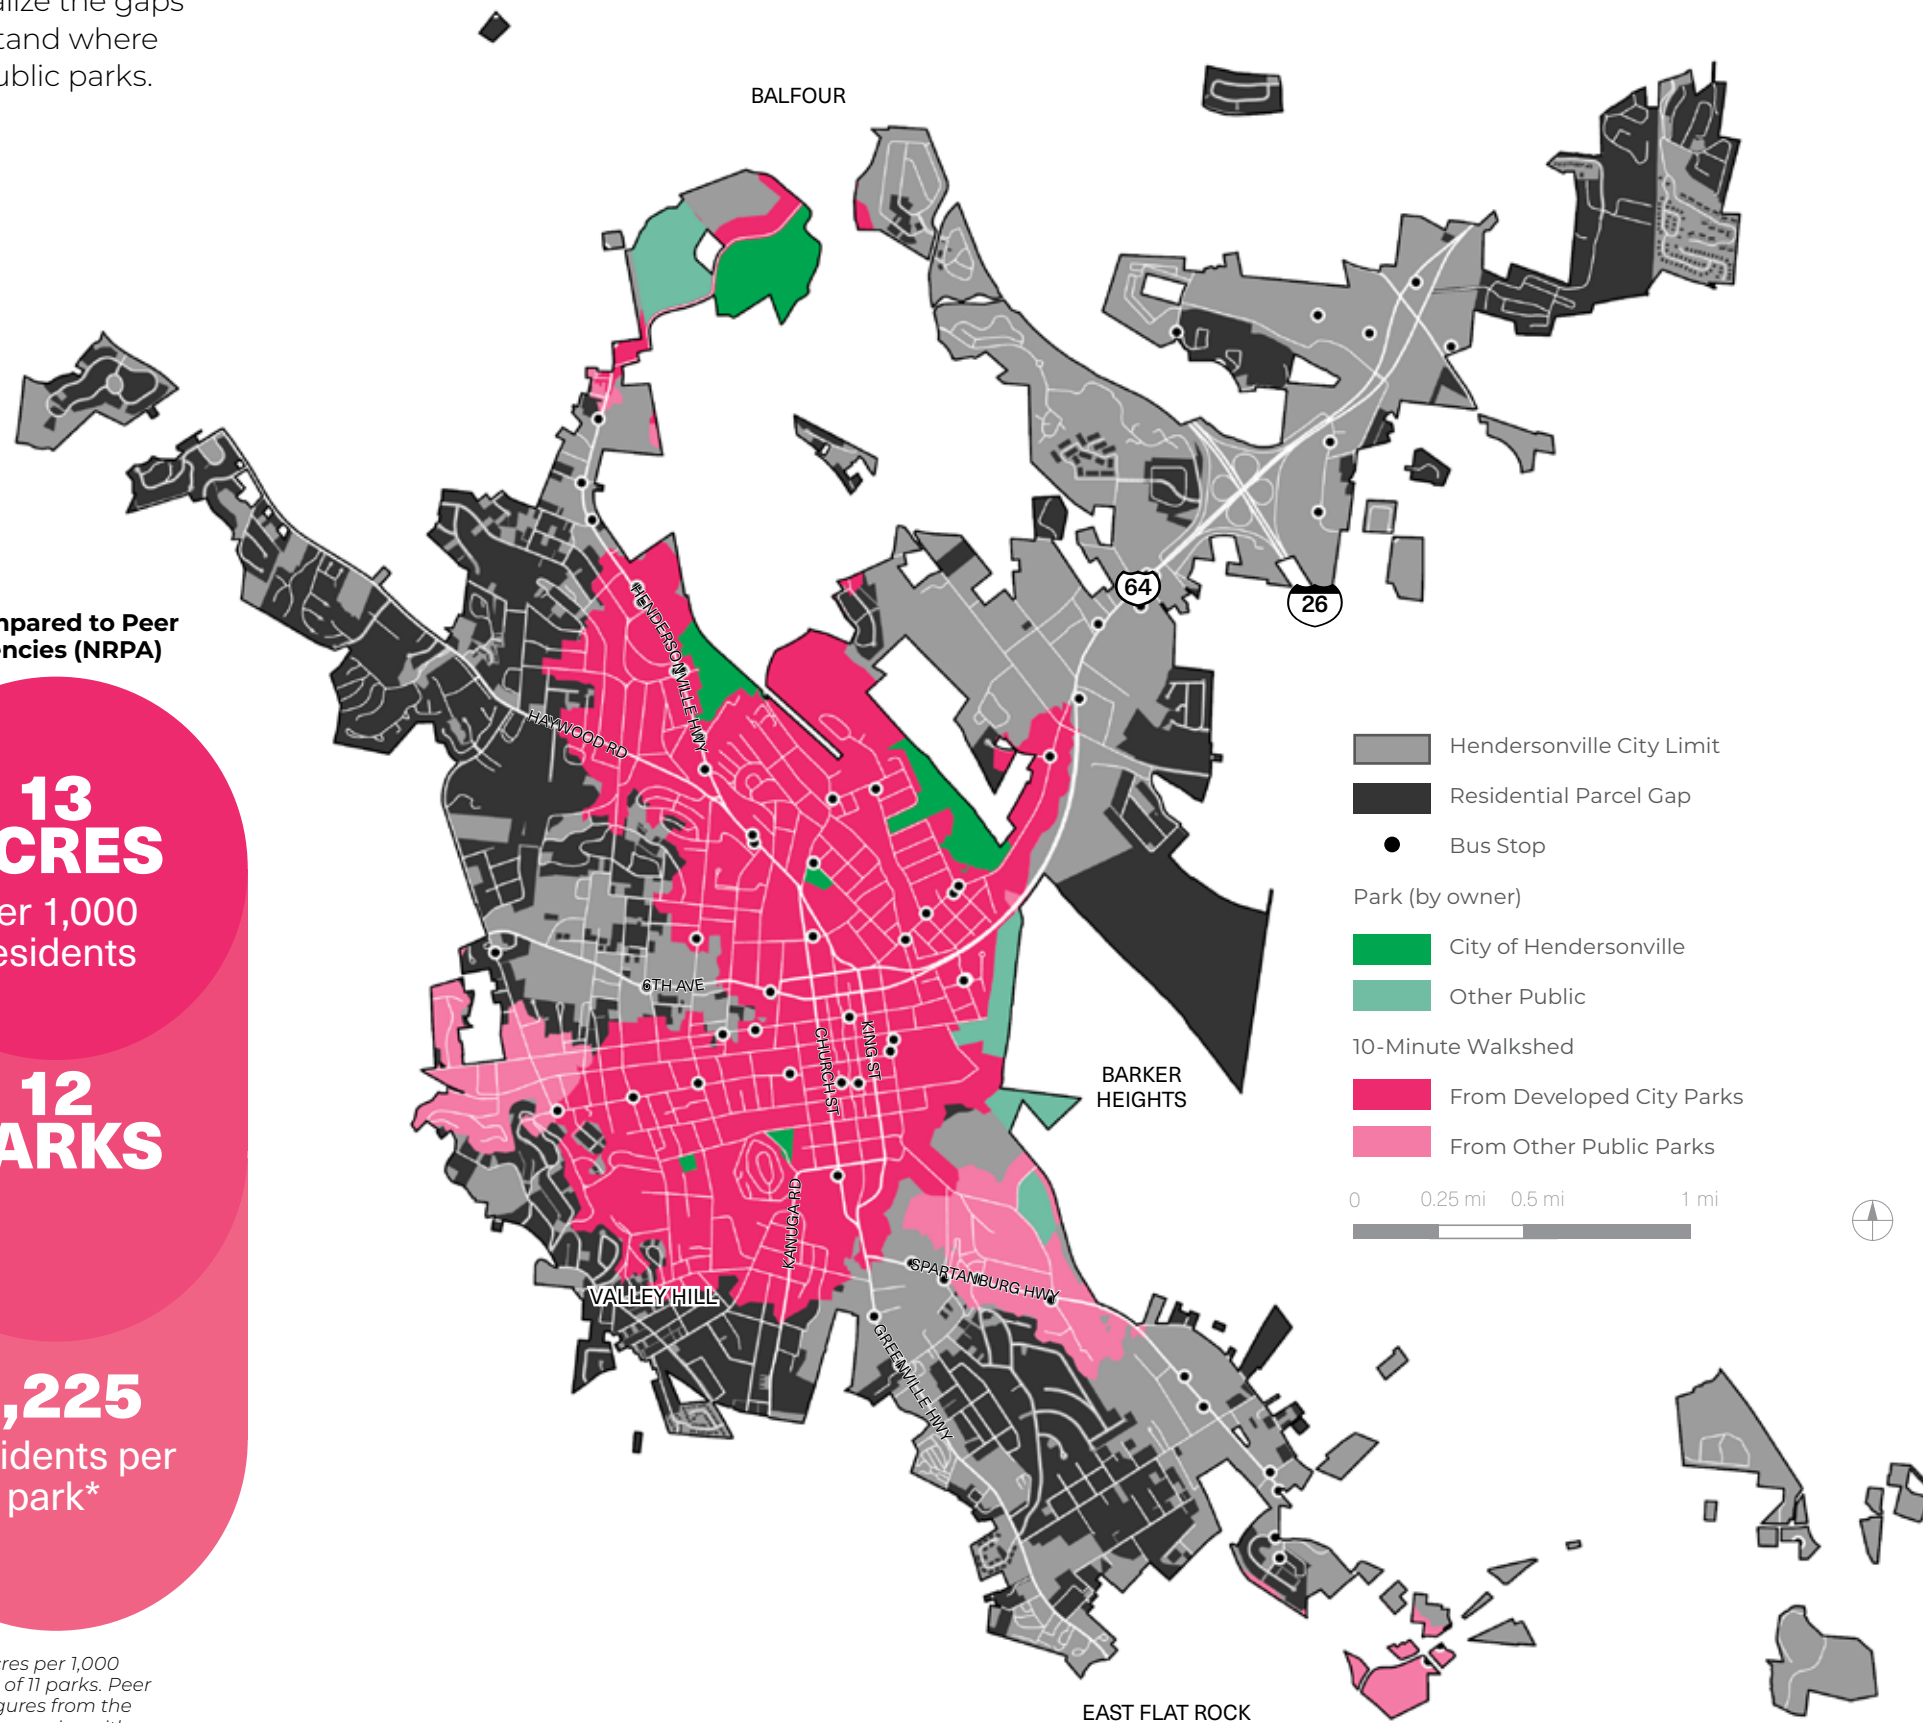 alize the gaps
tand where
ublic parks.
mpared to Peer
encies (NRPA)
13
CRES
er 1,000
esidents
12
ARKS
,225
idents per
park*
cres per 1,000
of 11 parks. Peer
gures from the
BALFOUR
HENDERSONVILLE HWY
HAYWOOD RD
64
26
6TH AVE
CHURCH ST
KING ST
BARKER
HEIGHTS
KANUGA RD
SPARTANBURG HWY
VALLEY HILL
GREENVILLE HWY
EAST FLAT ROCK
Hendersonville City Limit
Residential Parcel Gap
Bus Stop
Park (by owner)
City of Hendersonville
Other Public
10-Minute Walkshed
From Developed City Parks
From Other Public Parks
0 0.25 mi 0.5 mi 1 mi